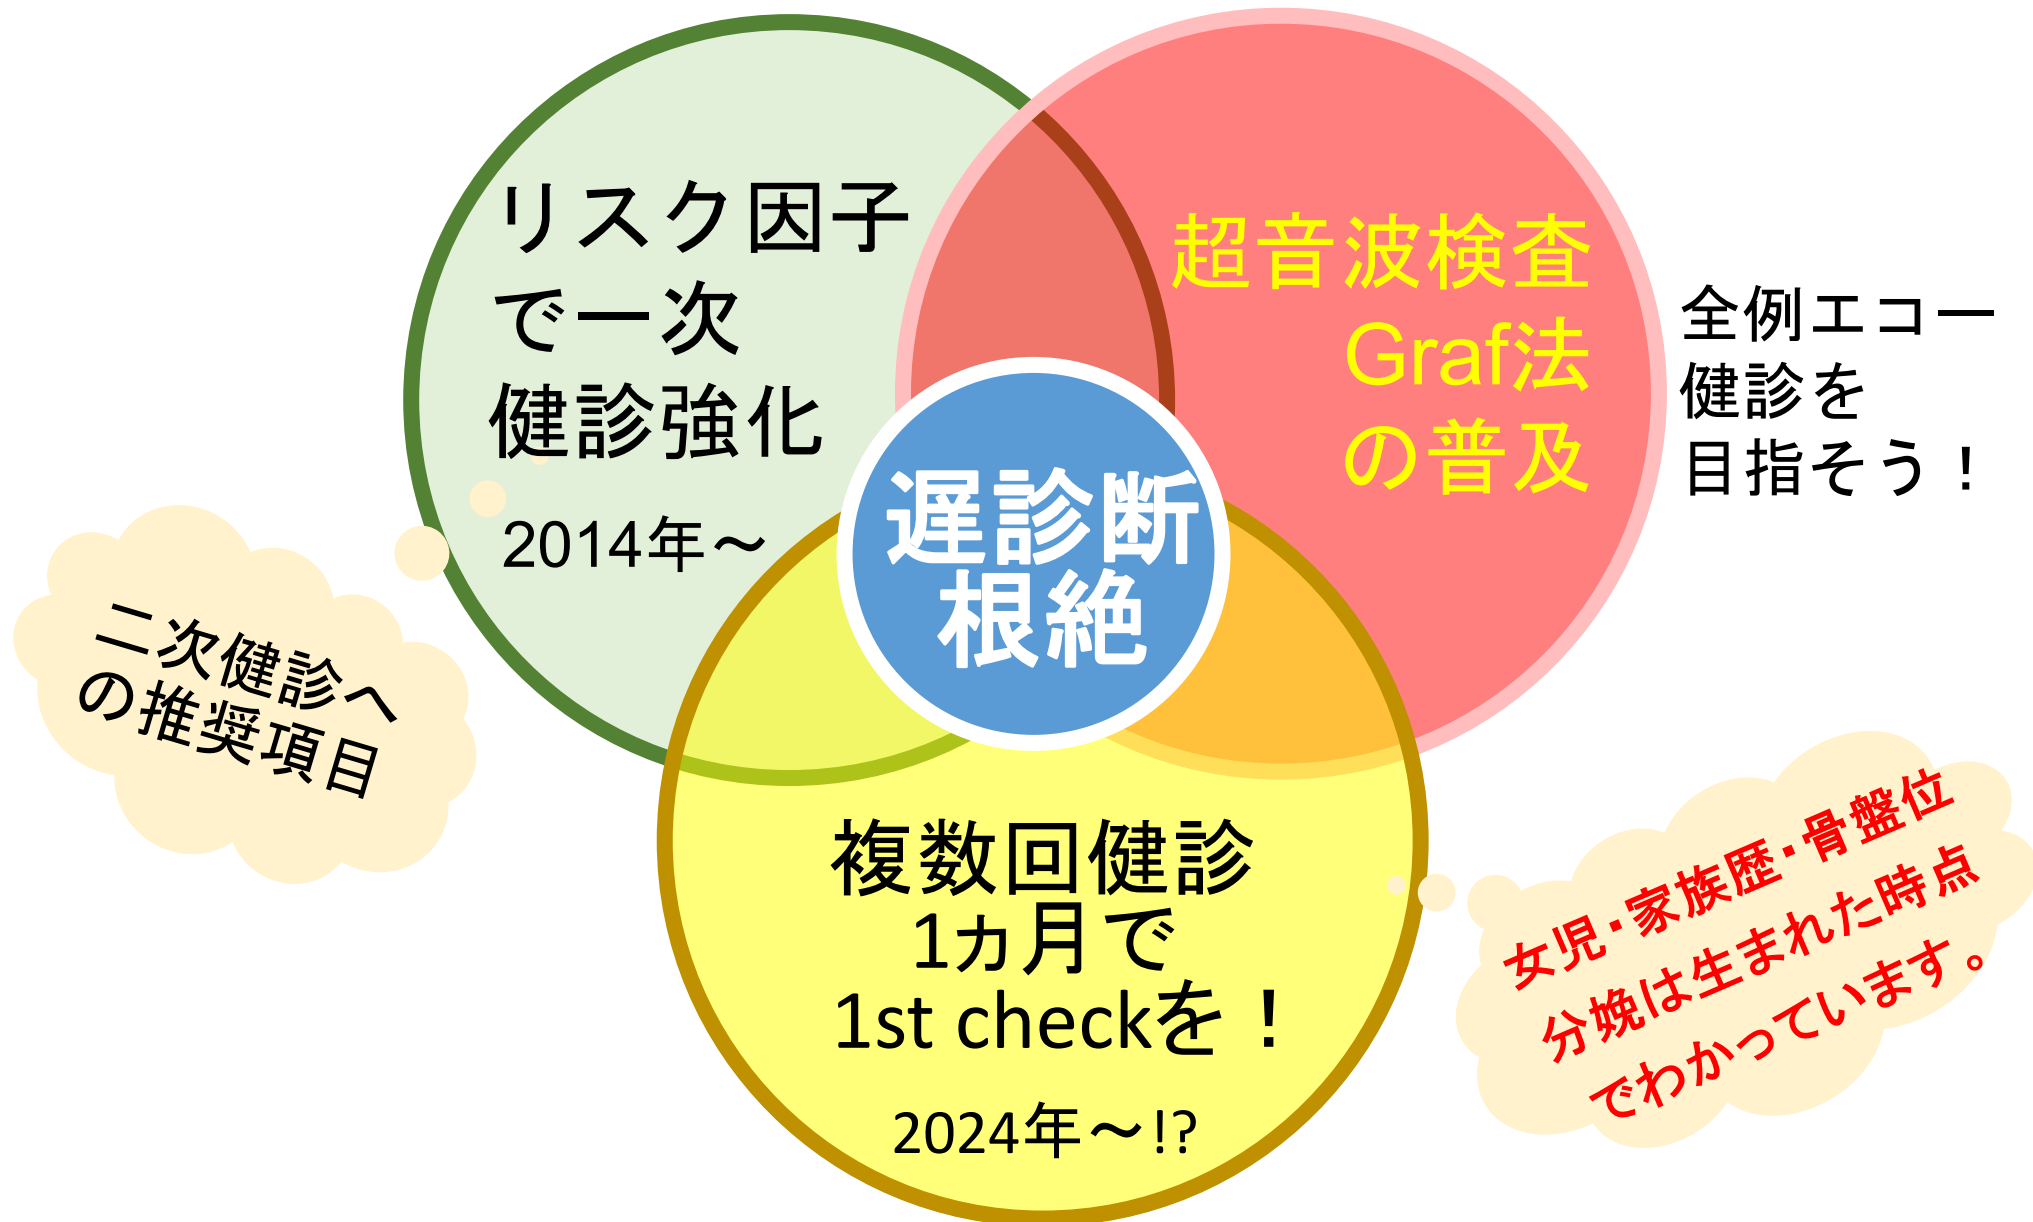 リスク因子
で一次
健診強化
2014年～
超音波検査
Graf法
の普及
全例エコー
健診を
目指そう！
遅診断
根絶
二次健診へ
の推奨項目
複数回健診
1ヵ月で
1st checkを！
2024年～!?
女児・家族歴・骨盤位
分娩は生まれた時点
でわかっています。